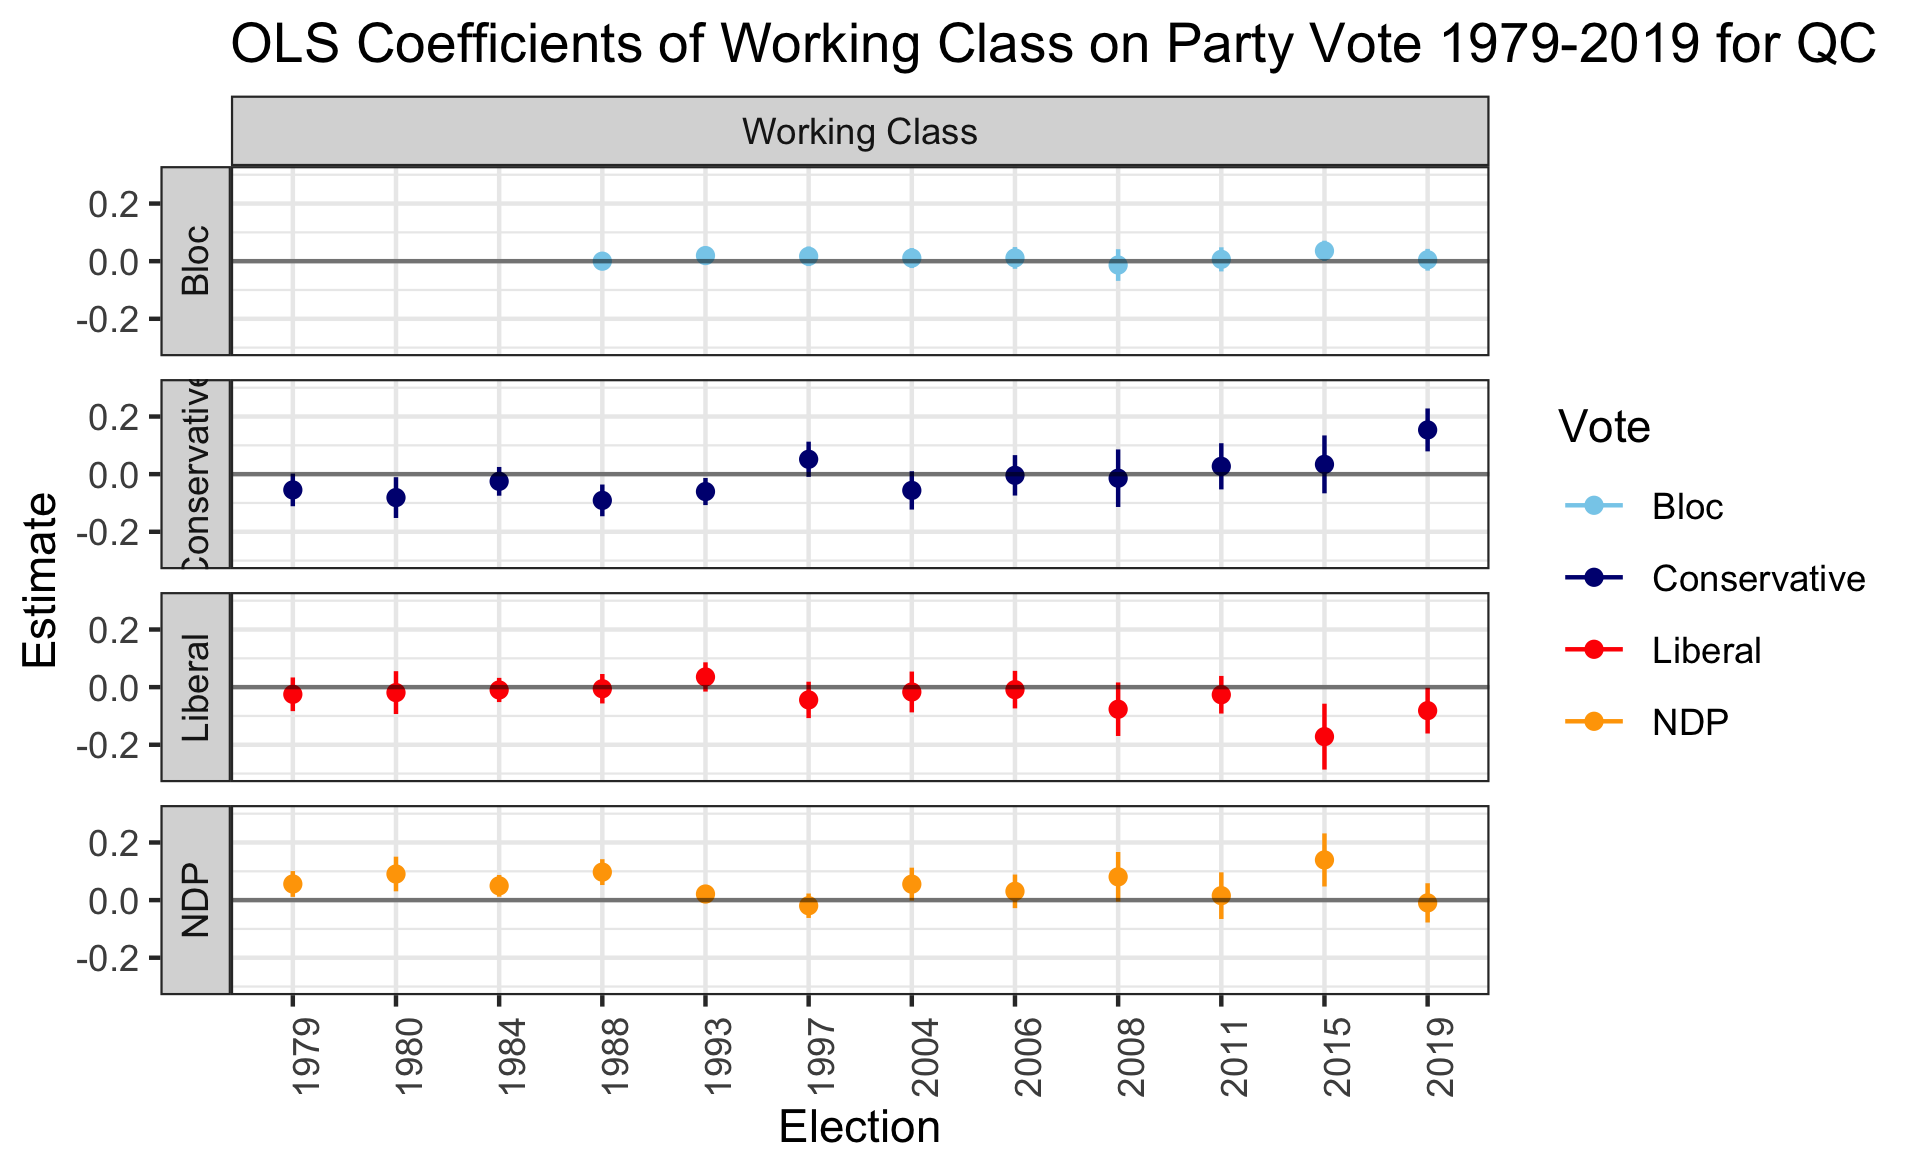 OLS Coefficients of Working Class on Party Vote 1979-2019 for QC
Working Class
Bloc
0.2
0.0
-0.2
Conservative
0.2
0.0
-0.2
Liberal
0.2
0.0
-0.2
NDP
0.2
0.0
-0.2
Estimate
1979
1980
1984
1988
1993
1997
2004
2006
2008
2011
2015
2019
Election
Vote
Bloc
Conservative
Liberal
NDP